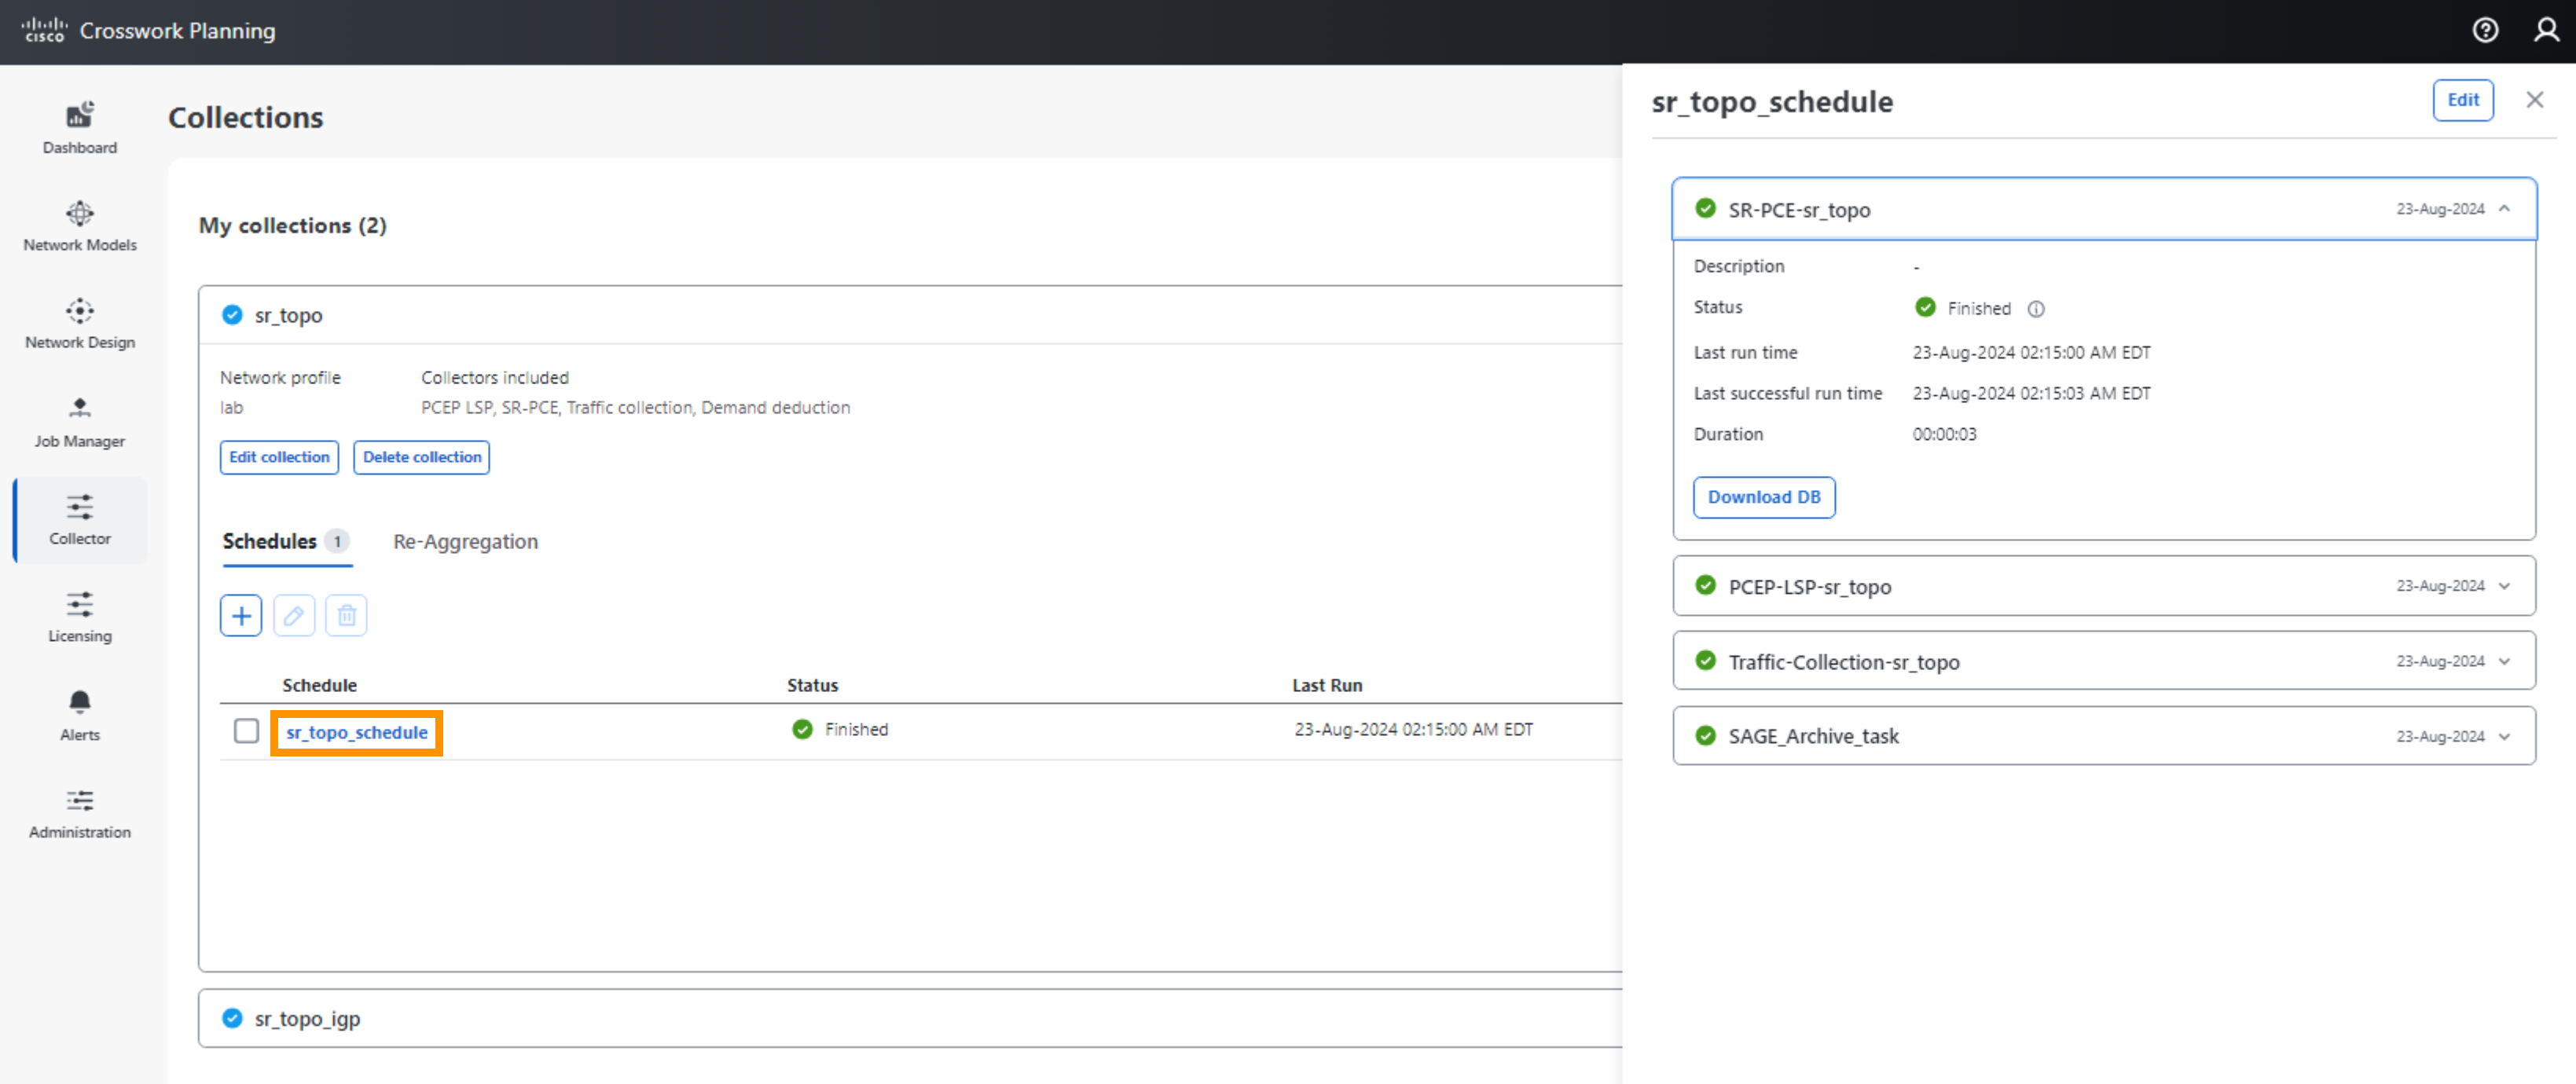 CISCO Crosswork Planning
Dashboard
Network Models
Network Design
Job Manager
Collector
Licensing
Alerts
Administration
Collections
My collections (2)
sr_topo
Network profile Collectors included
lab PCEP LSP, SR-PCE, Traffic collection, Demand deduction
Edit collection Delete collection
Schedules 1 Re-Aggregation
Schedule Status Last Run
sr_topo_schedule Finished 23-Aug-2024 02:15:00 AM EDT
sr_topo_igp
sr_topo_schedule Edit
SR-PCE-sr_topo 23-Aug-2024
Description -
Status Finished
Last run time 23-Aug-2024 02:15:00 AM EDT
Last successful run time 23-Aug-2024 02:15:03 AM EDT
Duration 00:00:03
Download DB
PCEP-LSP-sr_topo 23-Aug-2024
Traffic-Collection-sr_topo 23-Aug-2024
SAGE_Archive_task 23-Aug-2024